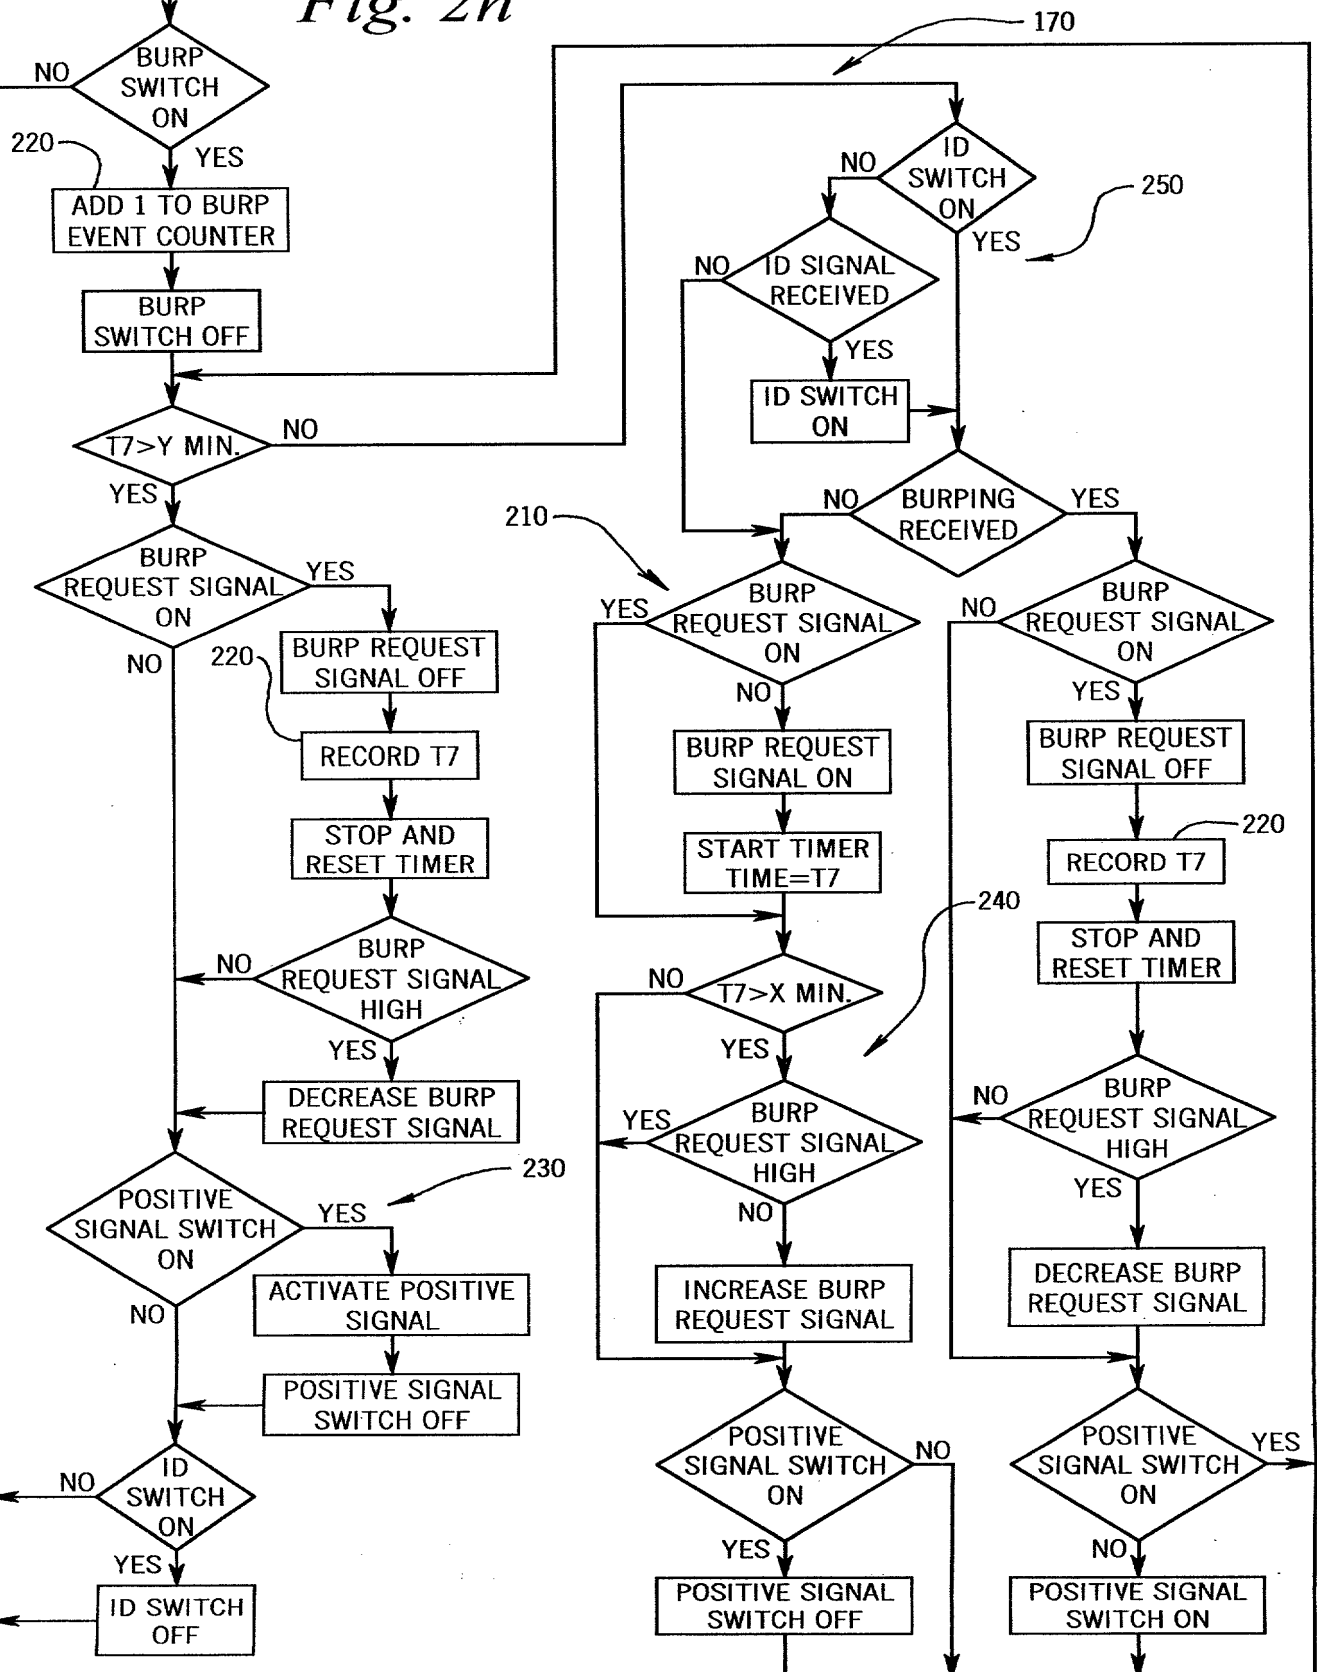 Fig. 2h
170
BURP
SWITCH
ON
NO
YES
220
ADD 1 TO BURP
EVENT COUNTER
BURP
SWITCH OFF
T7>Y MIN.
NO
YES
BURP
REQUEST SIGNAL
ON
YES
NO
BURP REQUEST
SIGNAL OFF
220
RECORD T7
STOP AND
RESET TIMER
BURP
REQUEST SIGNAL
HIGH
NO
YES
DECREASE BURP
REQUEST SIGNAL
230
POSITIVE
SIGNAL SWITCH
ON
YES
NO
ACTIVATE POSITIVE
SIGNAL
POSITIVE SIGNAL
SWITCH OFF
ID
SWITCH
ON
NO
YES
ID SWITCH
OFF
ID
SWITCH
ON
NO
YES
250
ID SIGNAL
RECEIVED
NO
YES
ID SWITCH
ON
BURPING
RECEIVED
NO
YES
210
BURP
REQUEST SIGNAL
ON
YES
NO
BURP REQUEST
SIGNAL ON
START TIMER
TIME=T7
240
T7>X MIN.
NO
YES
BURP
REQUEST SIGNAL
HIGH
YES
NO
INCREASE BURP
REQUEST SIGNAL
POSITIVE
SIGNAL SWITCH
ON
NO
YES
POSITIVE SIGNAL
SWITCH OFF
BURP
REQUEST SIGNAL
ON
NO
YES
BURP REQUEST
SIGNAL OFF
220
RECORD T7
STOP AND
RESET TIMER
BURP
REQUEST SIGNAL
HIGH
NO
YES
DECREASE BURP
REQUEST SIGNAL
POSITIVE
SIGNAL SWITCH
ON
YES
NO
POSITIVE SIGNAL
SWITCH ON